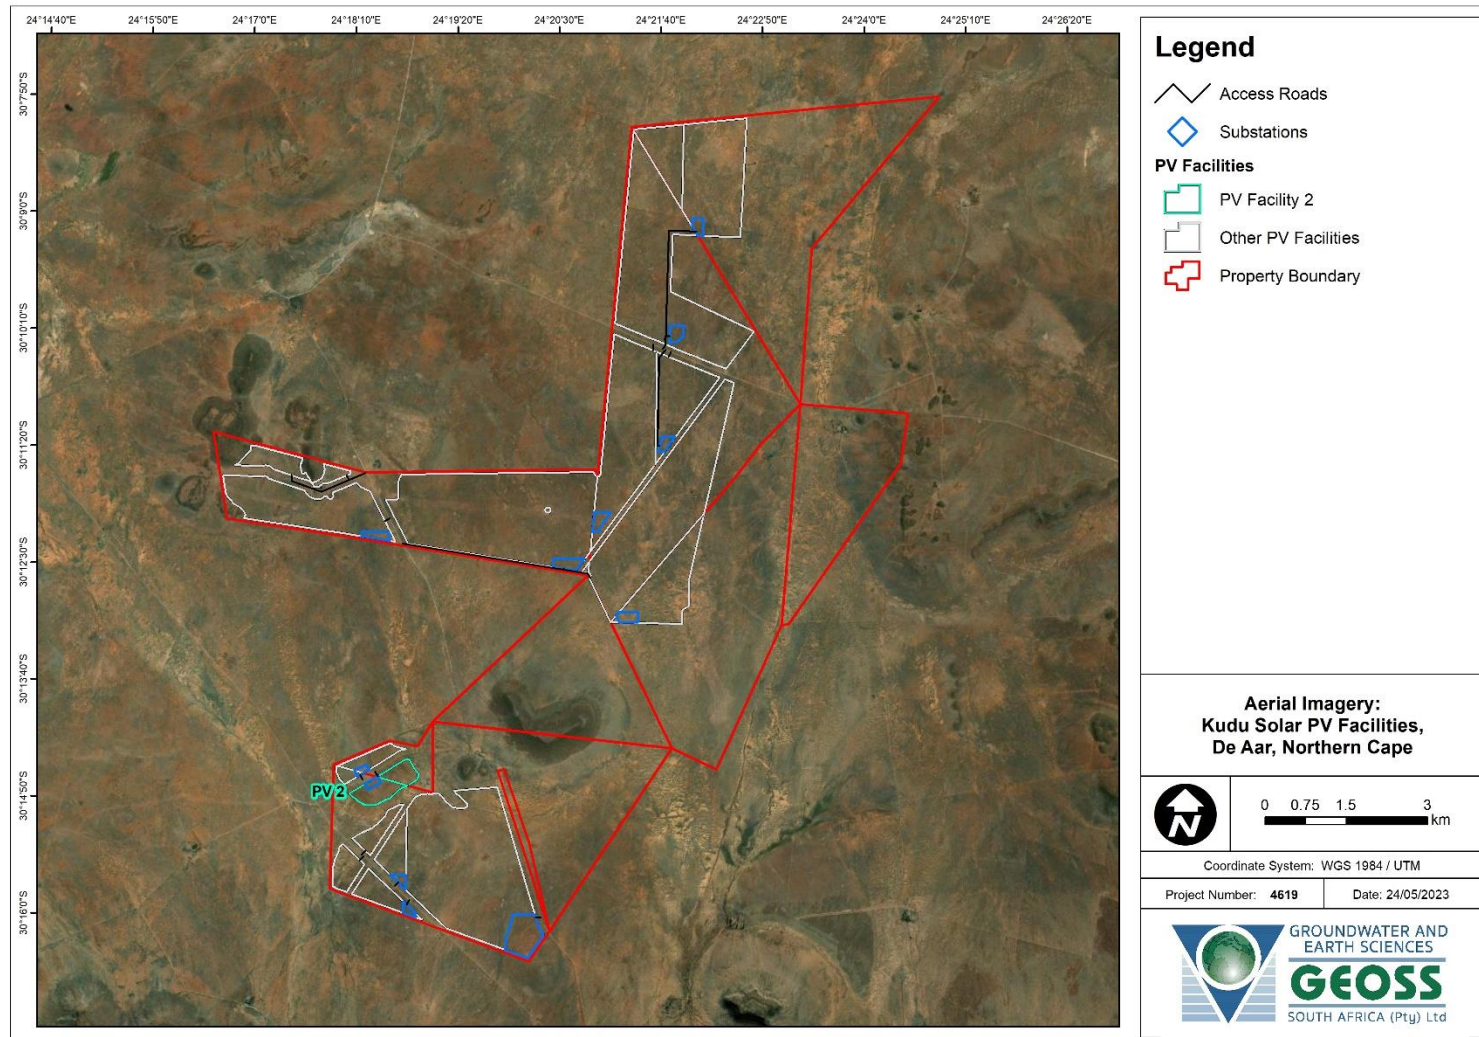 24°14'40"E 24°15'50"E 24°17'0"E 24°18'10"E 24°19'20"E 24°20'30"E 24°21'40"E 24°22'50"E 24°24'0"E 24°25'10"E 24°26'20"E
30°7'50"S
30°9'0"S
30°10'10"S
30°11'20"S
30°12'30"S
30°13'40"S
30°14'50"S
30°16'0"S
PV 2
Legend
Access Roads
Substations
PV Facilities
PV Facility 2
Other PV Facilities
Property Boundary
Aerial Imagery:
Kudu Solar PV Facilities,
De Aar, Northern Cape
N
0 0.75 1.5 3
km
Coordinate System: WGS 1984 / UTM
Project Number: 4619 Date: 24/05/2023
GROUNDWATER AND
EARTH SCIENCES
GEOSS
SOUTH AFRICA (Pty) Ltd